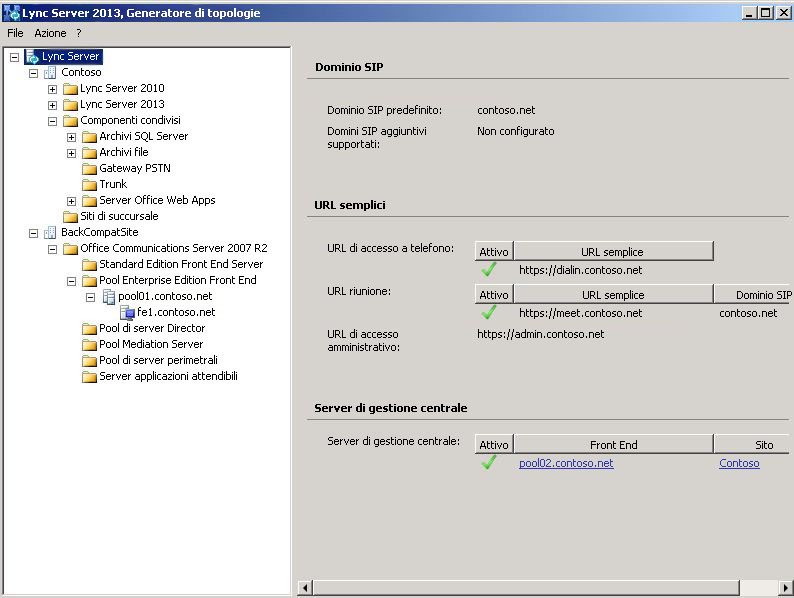 Lync Server 2013, Generatore di topologie
File Azione ?
Lync Server
Contoso
Lync Server 2010
Lync Server 2013
Componenti condivisi
Archivi SQL Server
Archivi file
Gateway PSTN
Trunk
Server Office Web Apps
Siti di succursale
BackCompatSite
Office Communications Server 2007 R2
Standard Edition Front End Server
Pool Enterprise Edition Front End
pool01.contoso.net
fe1.contoso.net
Pool di server Director
Pool Mediation Server
Pool di server perimetrali
Server applicazioni attendibili
Dominio SIP
Dominio SIP predefinito: contoso.net
Domini SIP aggiuntivi Non configurato
supportati:
URL semplici
URL di accesso a telefono: Attivo URL semplice
https://dialin.contoso.net
URL riunione: Attivo URL semplice Dominio SIP
https://meet.contoso.net contoso.net
URL di accesso https://admin.contoso.net
amministrativo:
Server di gestione centrale
Server di gestione centrale: Attivo Front End Sito
pool02.contoso.net Contoso